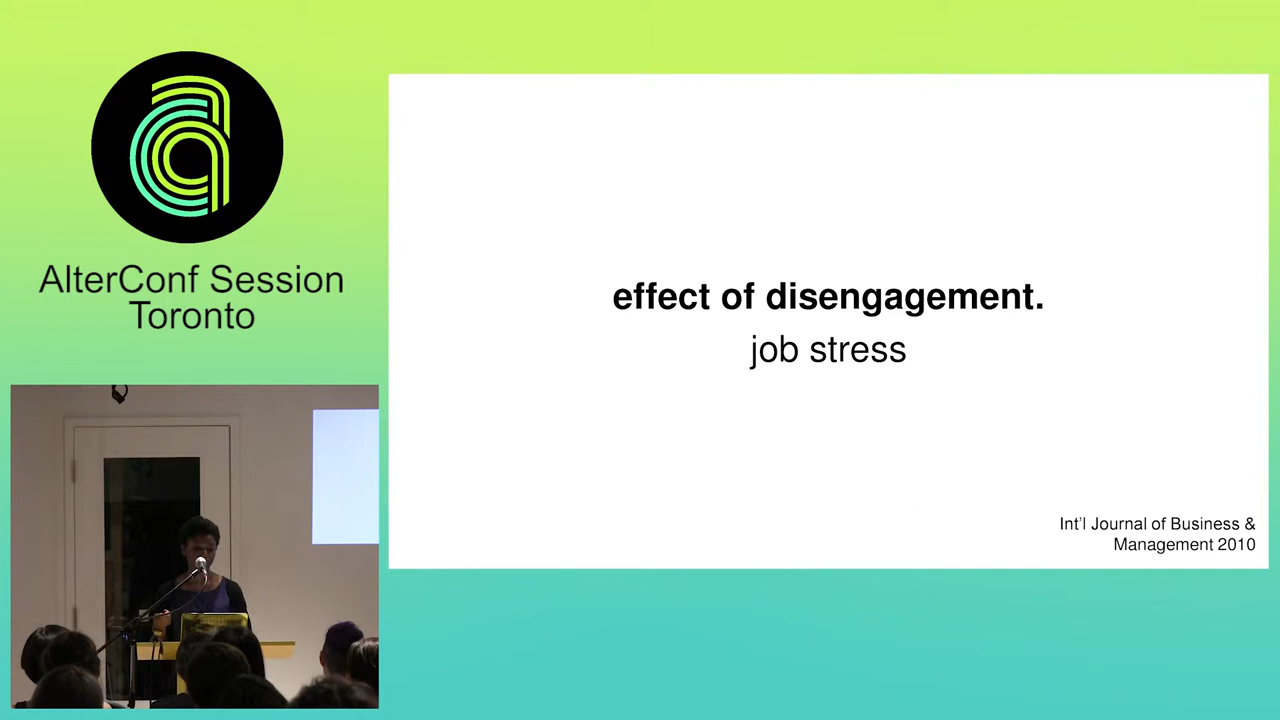 AlterConf Session
Toronto
effect of disengagement.
job stress
Int'l Journal of Business &
Management 2010